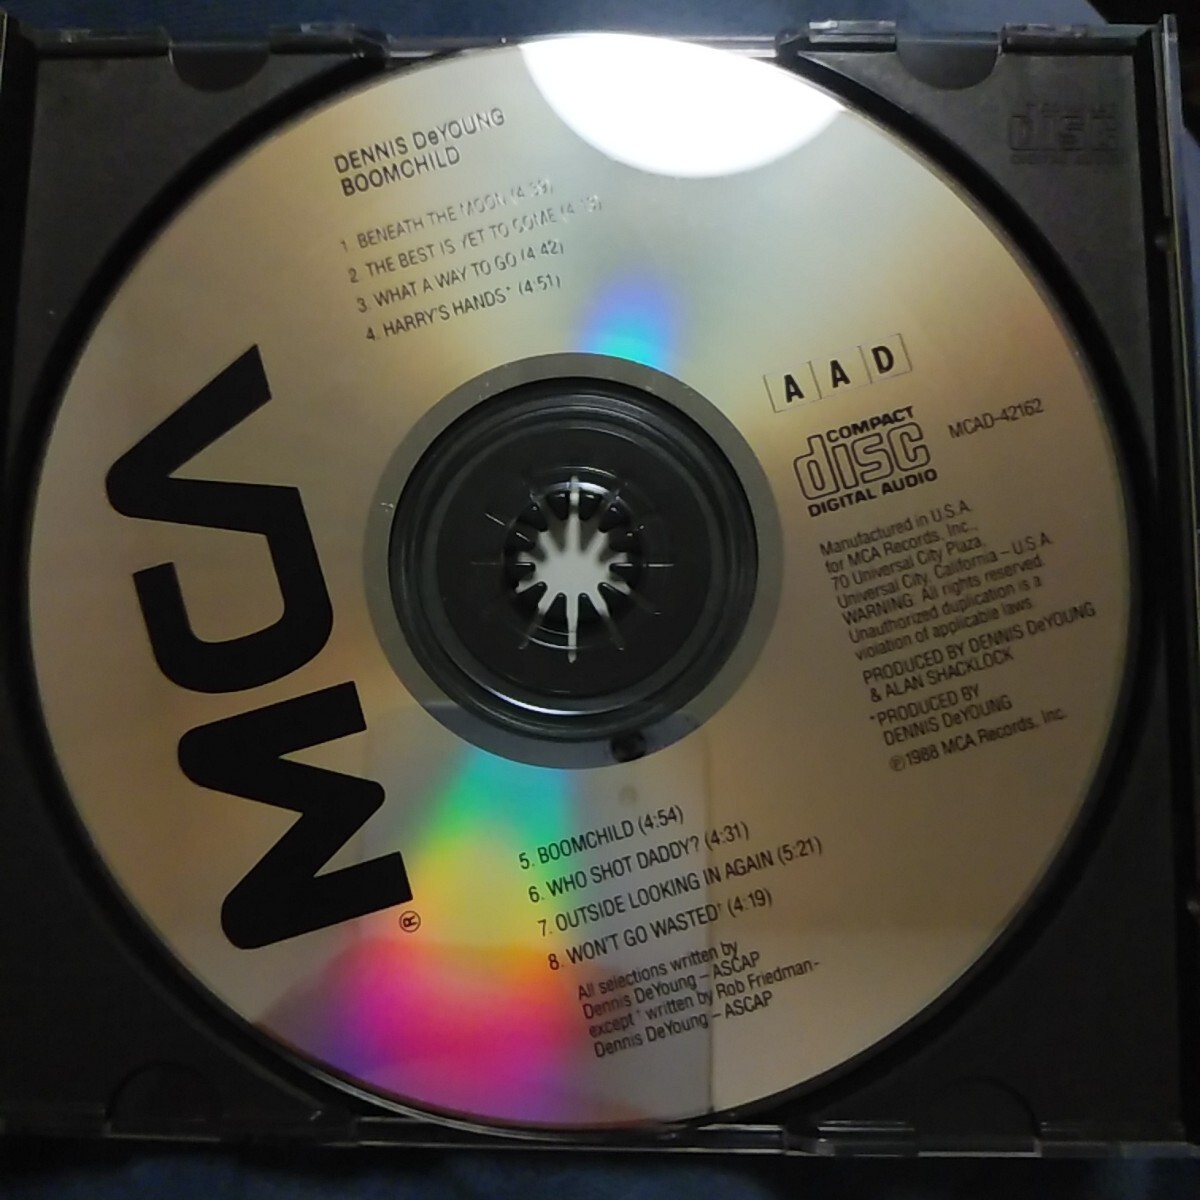 DENNIS DeYOUNG
BOOMCHILD
1. BENEATH THE MOON (4:39)
2. THE BEST IS YET TO COME
3. WHAT A WAY TO GO (4:42)
4. HARRY'S HANDS* (4:51)
MCA
®
A A D
COMPACT
disc
DIGITAL AUDIO
MCAD-42162
Manufactured in U.S.A.
for MCA Records, Inc.,
70 Universal City Plaza,
Universal City, California – U.S.A.
WARNING: All rights reserved.
Unauthorized duplication is a
violation of applicable laws.
PRODUCED BY DENNIS DeYOUNG
& ALAN SHACKLOCK
*PRODUCED BY
DENNIS DeYOUNG
℗1988 MCA Records, Inc.
5. BOOMCHILD (4:54)
6. WHO SHOT DADDY? (4:31)
7. OUTSIDE LOOKING IN AGAIN (5:21)
8. WON'T GO WASTED† (4:19)
All selections written by
Dennis DeYoung – ASCAP
except † written by Rob Friedman-
Dennis DeYoung – ASCAP
disc